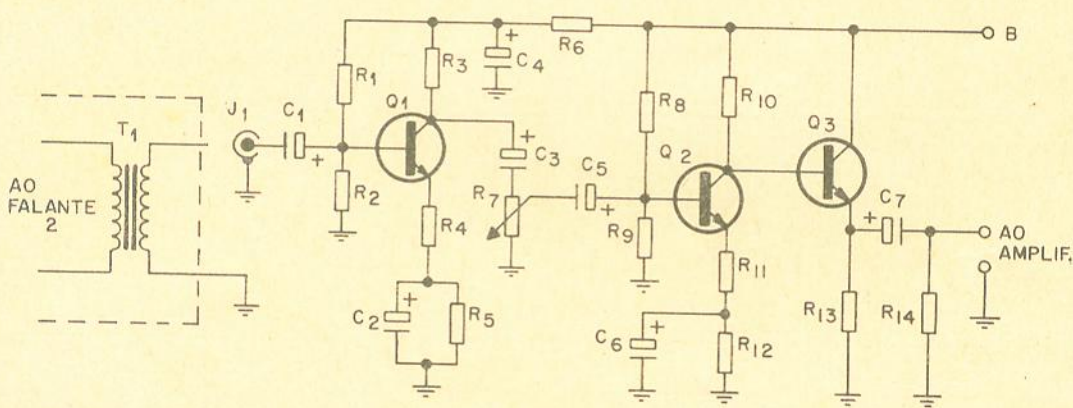 B
R6
C4
R3
R1
R8
R10
J1
C1
Q1
Q3
T1
Q2
C3
C5
C7
AO
FALANTE
2
R2
R7
R9
AO
AMPLIF.
R4
R11
C2
R5
R13
R14
C6
R12
+
+
+
+
+
+
+